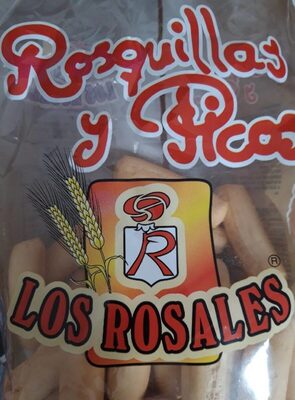 Rosquillas
y Picos
R
LOS ROSALES
®